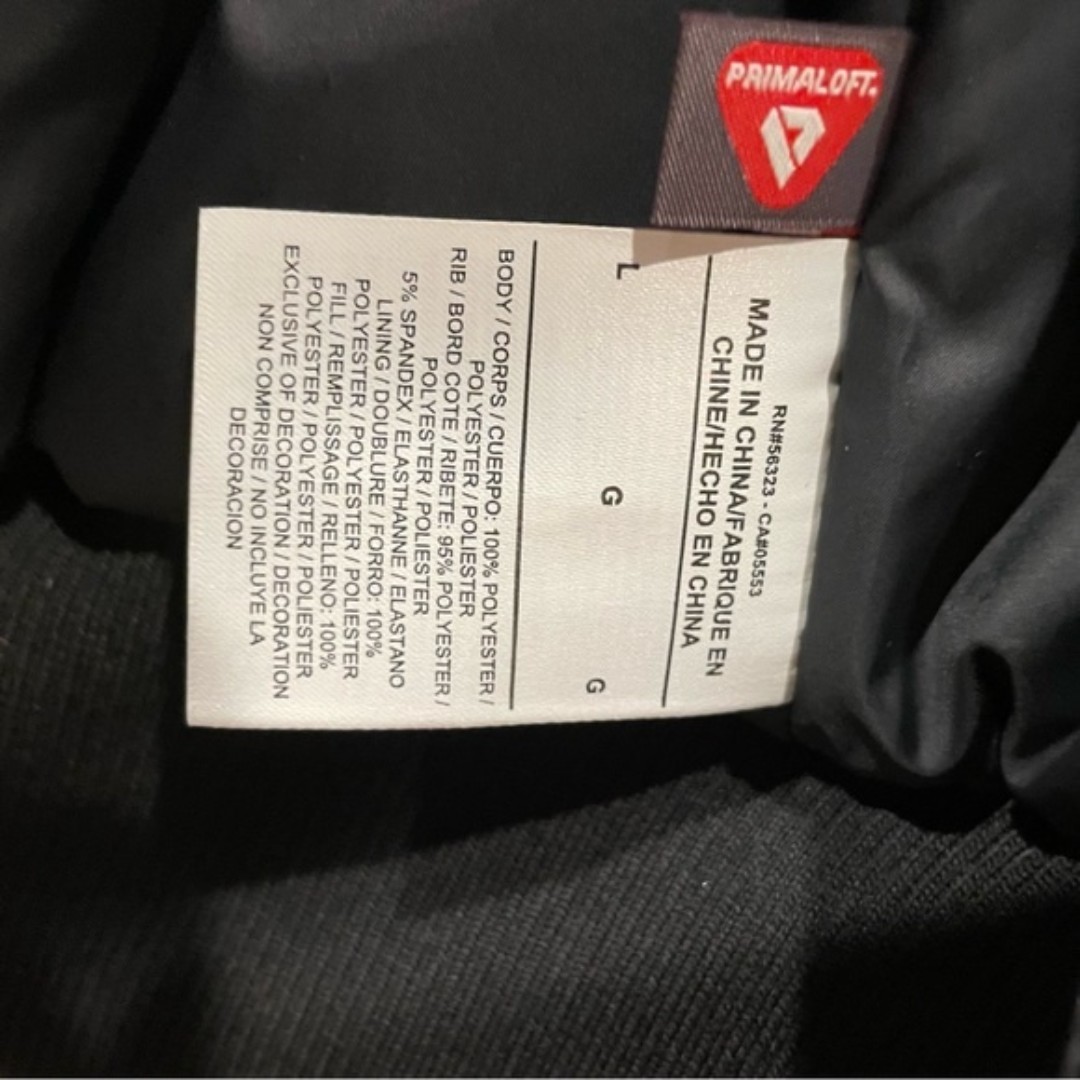 PRIMALOFT.
RN#56323 - CA#05553
MADE IN CHINA/FABRIQUE EN
CHINE/HECHO EN CHINA
L G G
BODY / CORPS / CUERPO: 100% POLYESTER /
POLYESTER / POLIESTER
RIB / BORD COTE / RIBETE: 95% POLYESTER /
POLYESTER / POLIESTER
5% SPANDEX / ELASTHANNE / ELASTANO
LINING / DOUBLURE / FORRO: 100%
POLYESTER / POLYESTER / POLIESTER
FILL / REMPLISSAGE / RELLENO: 100%
POLYESTER / POLYESTER / POLIESTER
EXCLUSIVE OF DECORATION / DECORATION
NON COMPRISE / NO INCLUYE LA
DECORACION